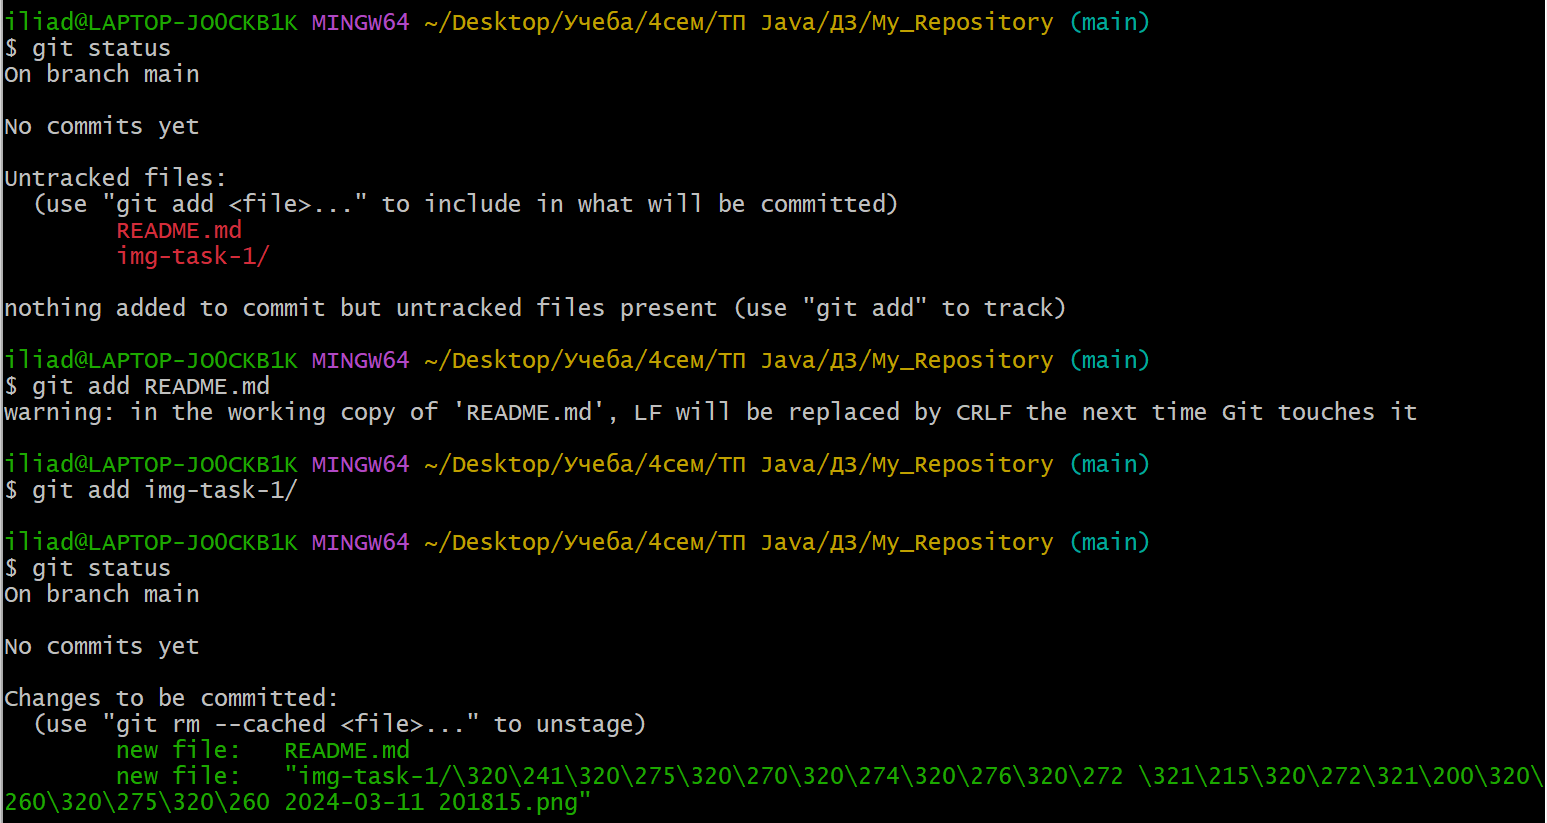 iliad@LAPTOP-JO0CKB1K MINGW64 ~/Desktop/Учеба/4сем/ТП Java/ДЗ/My_Repository (main)
$ git status
On branch main
No commits yet
Untracked files:
(use "git add <file>..." to include in what will be committed)
README.md
img-task-1/
nothing added to commit but untracked files present (use "git add" to track)
iliad@LAPTOP-JO0CKB1K MINGW64 ~/Desktop/Учеба/4сем/ТП Java/ДЗ/My_Repository (main)
$ git add README.md
warning: in the working copy of 'README.md', LF will be replaced by CRLF the next time Git touches it
iliad@LAPTOP-JO0CKB1K MINGW64 ~/Desktop/Учеба/4сем/ТП Java/ДЗ/My_Repository (main)
$ git add img-task-1/
iliad@LAPTOP-JO0CKB1K MINGW64 ~/Desktop/Учеба/4сем/ТП Java/ДЗ/My_Repository (main)
$ git status
On branch main
No commits yet
Changes to be committed:
(use "git rm --cached <file>..." to unstage)
new file:   README.md
new file:   "img-task-1/\320\241\320\275\320\270\320\274\320\276\320\272 \321\215\320\272\321\200\320\
260\320\275\320\260 2024-03-11 201815.png"